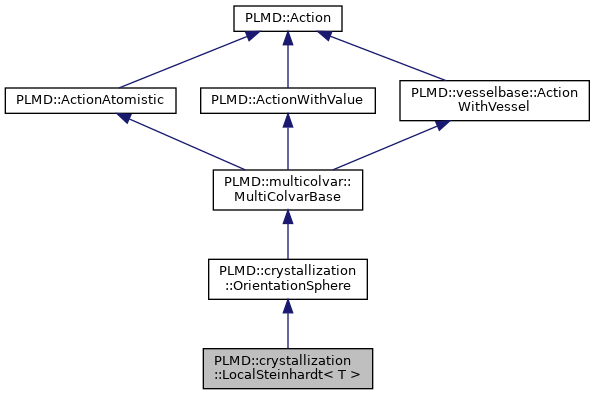 PLMD::Action
PLMD::ActionAtomistic
PLMD::ActionWithValue
PLMD::vesselbase::Action
WithVessel
PLMD::multicolvar::
MultiColvarBase
PLMD::crystallization
::OrientationSphere
PLMD::crystallization
::LocalSteinhardt< T >